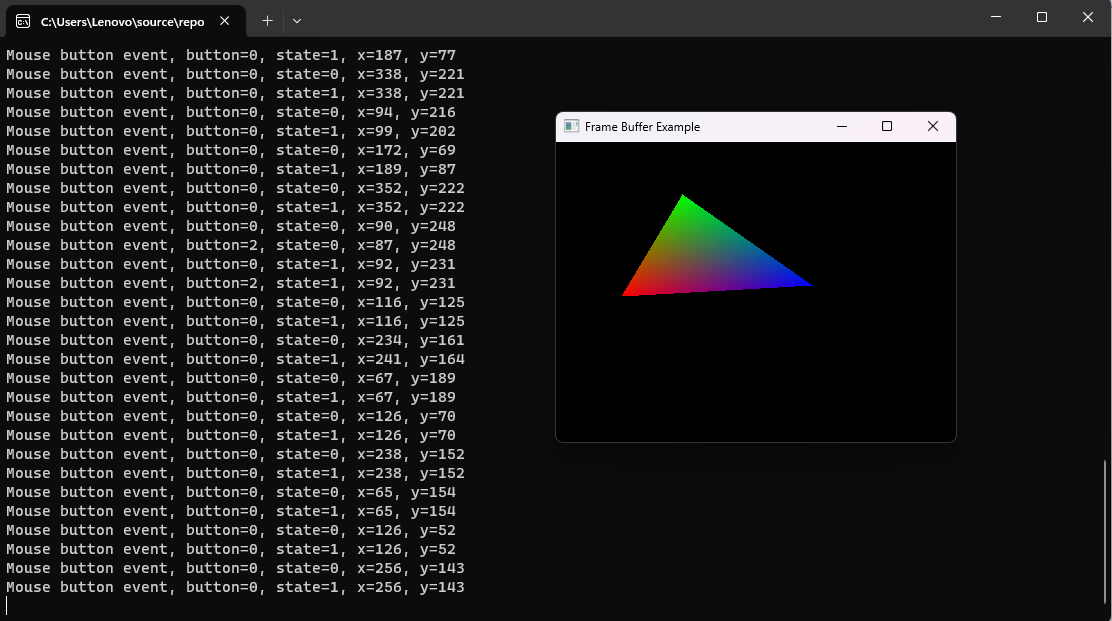 C:\Users\Lenovo\source\repo
Mouse button event, button=0, state=1, x=187, y=77
Mouse button event, button=0, state=0, x=338, y=221
Mouse button event, button=0, state=1, x=338, y=221
Mouse button event, button=0, state=0, x=94, y=216
Mouse button event, button=0, state=1, x=99, y=202
Mouse button event, button=0, state=0, x=172, y=69
Mouse button event, button=0, state=1, x=189, y=87
Mouse button event, button=0, state=0, x=352, y=222
Mouse button event, button=0, state=1, x=352, y=222
Mouse button event, button=0, state=0, x=90, y=248
Mouse button event, button=2, state=0, x=87, y=248
Mouse button event, button=0, state=1, x=92, y=231
Mouse button event, button=2, state=1, x=92, y=231
Mouse button event, button=0, state=0, x=116, y=125
Mouse button event, button=0, state=1, x=116, y=125
Mouse button event, button=0, state=0, x=234, y=161
Mouse button event, button=0, state=1, x=241, y=164
Mouse button event, button=0, state=0, x=67, y=189
Mouse button event, button=0, state=1, x=67, y=189
Mouse button event, button=0, state=0, x=126, y=70
Mouse button event, button=0, state=1, x=126, y=70
Mouse button event, button=0, state=0, x=238, y=152
Mouse button event, button=0, state=1, x=238, y=152
Mouse button event, button=0, state=0, x=65, y=154
Mouse button event, button=0, state=1, x=65, y=154
Mouse button event, button=0, state=0, x=126, y=52
Mouse button event, button=0, state=1, x=126, y=52
Mouse button event, button=0, state=0, x=256, y=143
Mouse button event, button=0, state=1, x=256, y=143
Frame Buffer Example